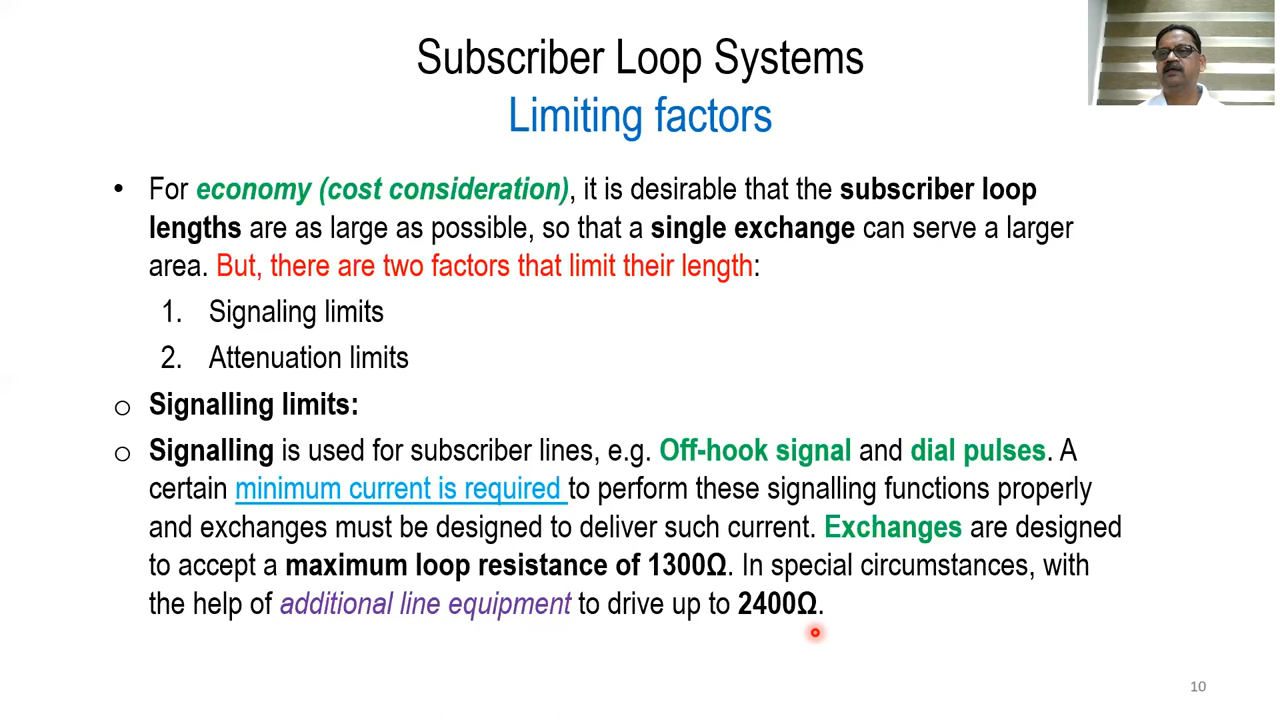 Subscriber Loop Systems
Limiting factors
• For economy (cost consideration), it is desirable that the subscriber loop
lengths are as large as possible, so that a single exchange can serve a larger
area. But, there are two factors that limit their length:
1. Signaling limits
2. Attenuation limits
o Signalling limits:
o Signalling is used for subscriber lines, e.g. Off-hook signal and dial pulses. A
certain minimum current is required to perform these signalling functions properly
and exchanges must be designed to deliver such current. Exchanges are designed
to accept a maximum loop resistance of 1300Ω. In special circumstances, with
the help of additional line equipment to drive up to 2400Ω.
10